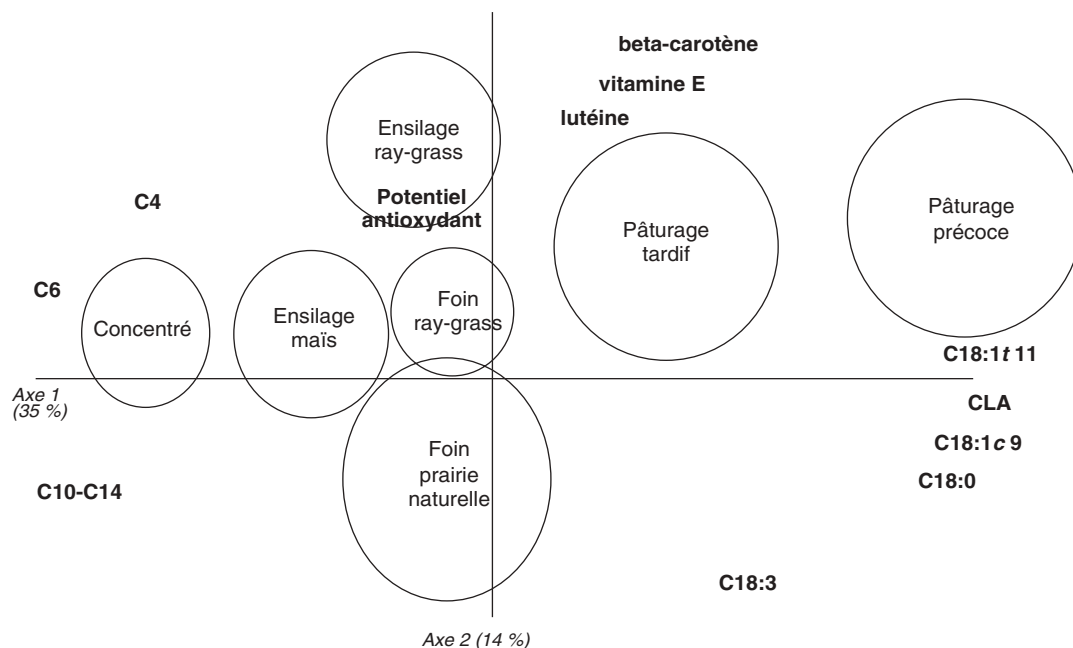 beta-carotène
vitamine E
lutéine
Ensilage
ray-grass
Potentiel
antioxydant
C4
Pâturage
précoce
Pâturage
tardif
C6
Concentré
Ensilage
maïs
Foin
ray-grass
C18:1t 11
Axe 1
(35 %)
CLA
C18:1c 9
Foin
prairie
naturelle
C18:0
C10-C14
C18:3
Axe 2 (14 %)